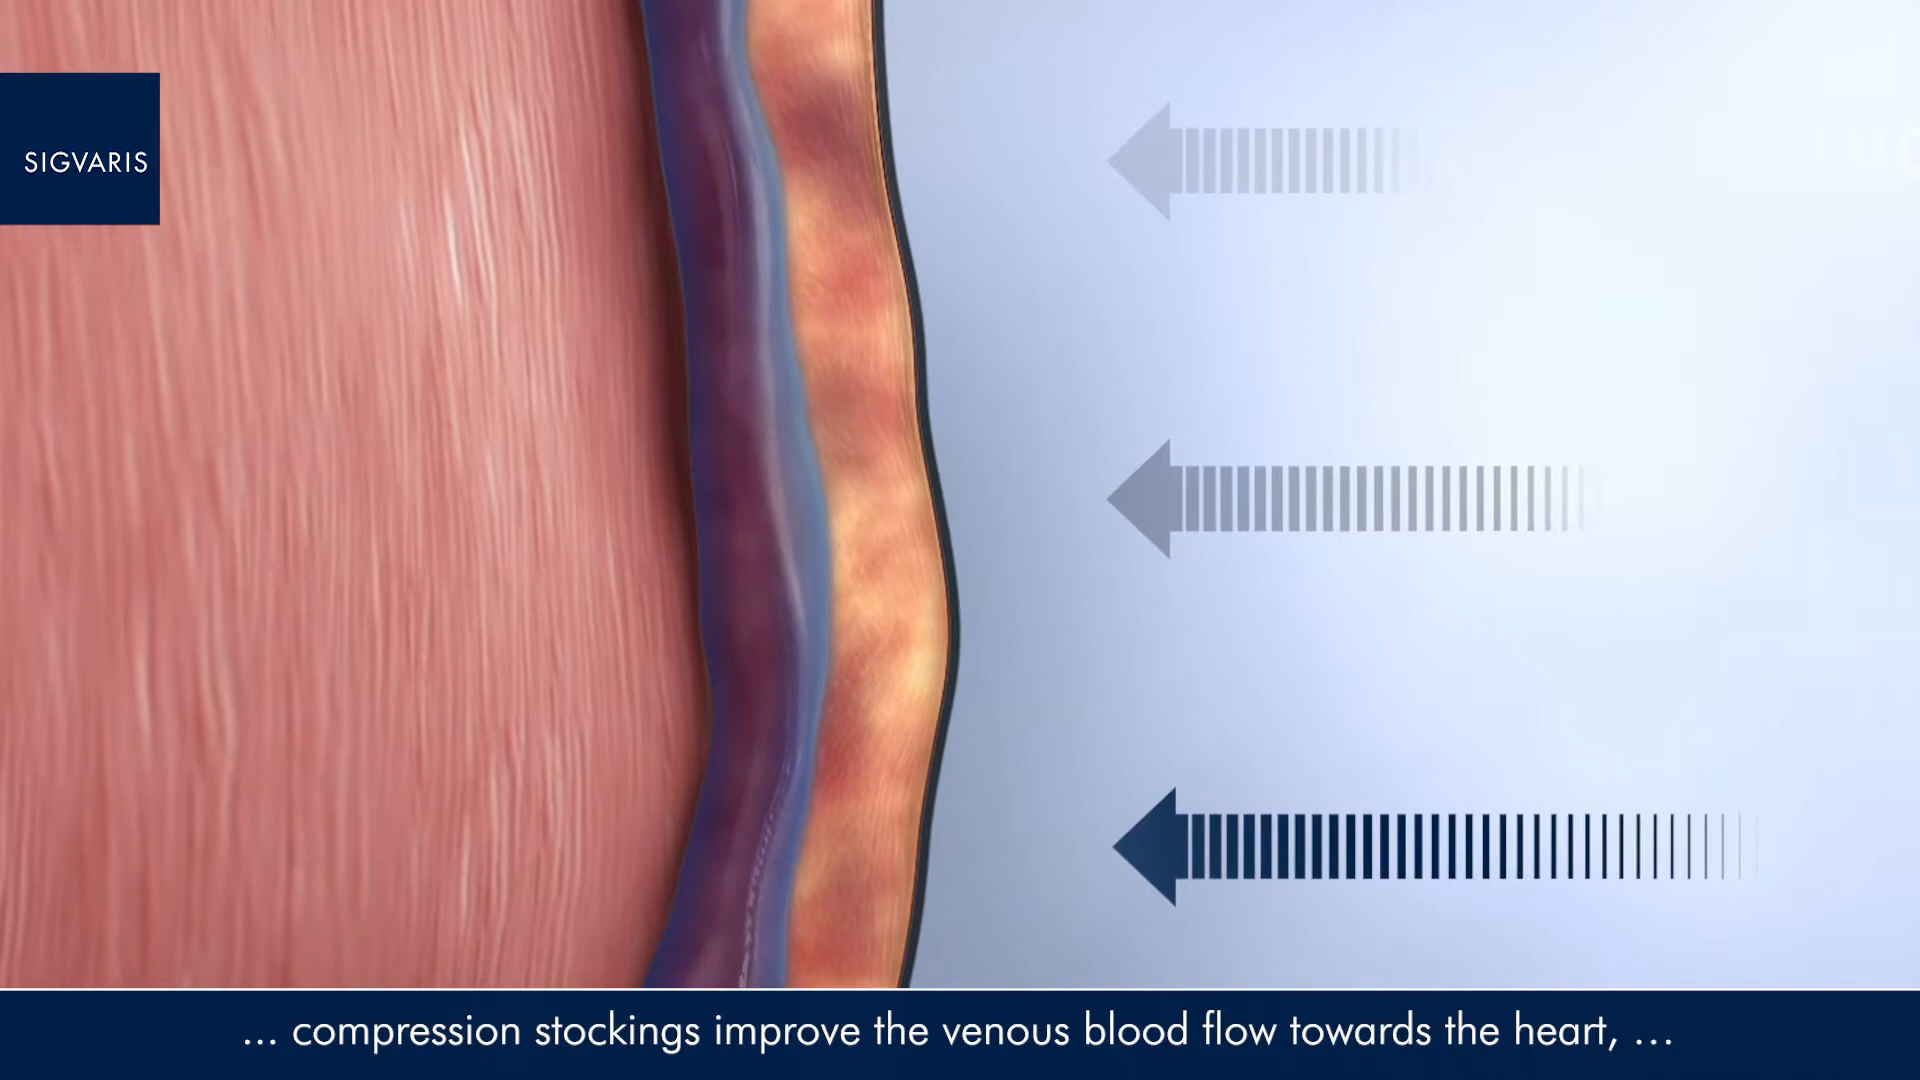 SIGVARIS
... compression stockings improve the venous blood flow towards the heart, ...